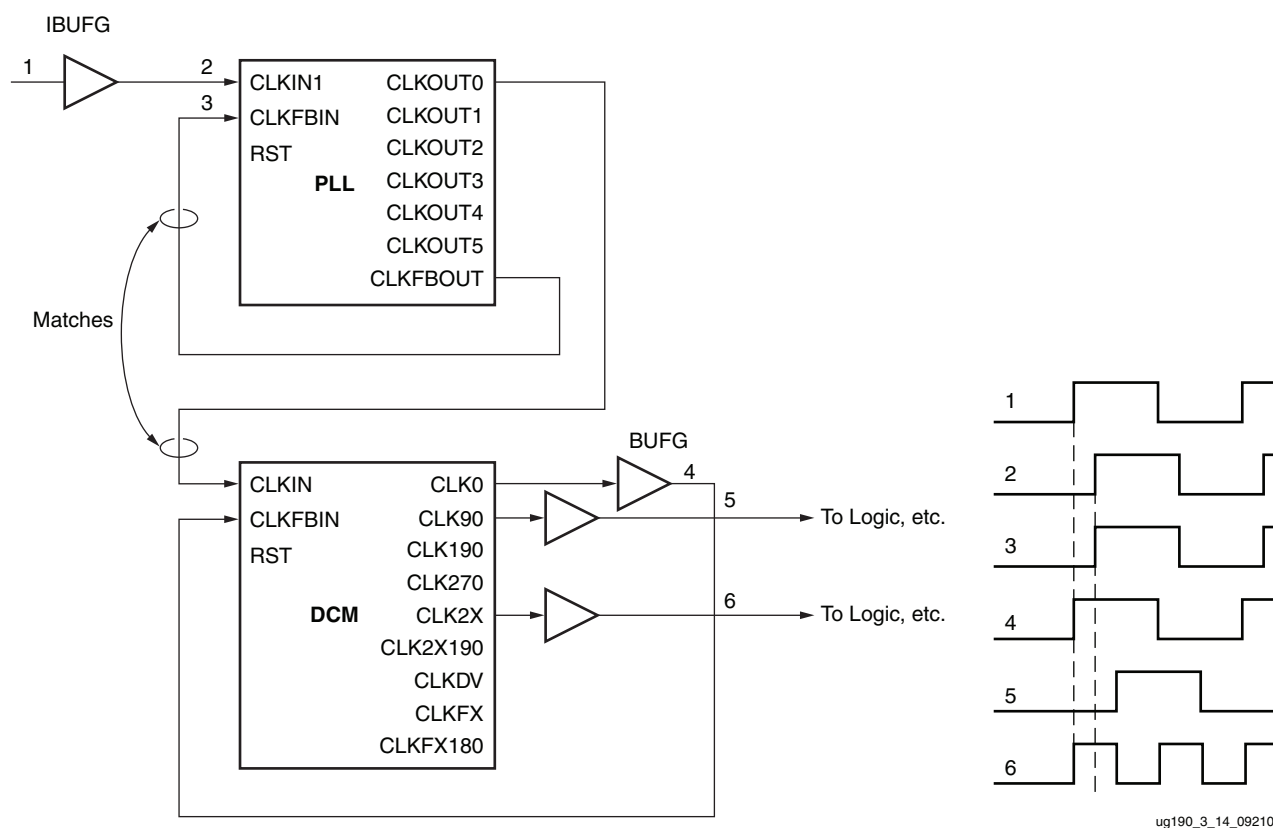 IBUFG
1
2
CLKIN1
CLKOUT0
3
CLKFBIN
CLKOUT1
RST
CLKOUT2
PLL
CLKOUT3
CLKOUT4
CLKOUT5
CLKFBOUT
Matches
BUFG
CLKIN
CLK0
4
CLKFBIN
CLK90
5
To Logic, etc.
RST
CLK190
CLK270
DCM
CLK2X
6
To Logic, etc.
CLK2X190
CLKDV
CLKFX
CLKFX180
1
2
3
4
5
6
ug190_3_14_09210